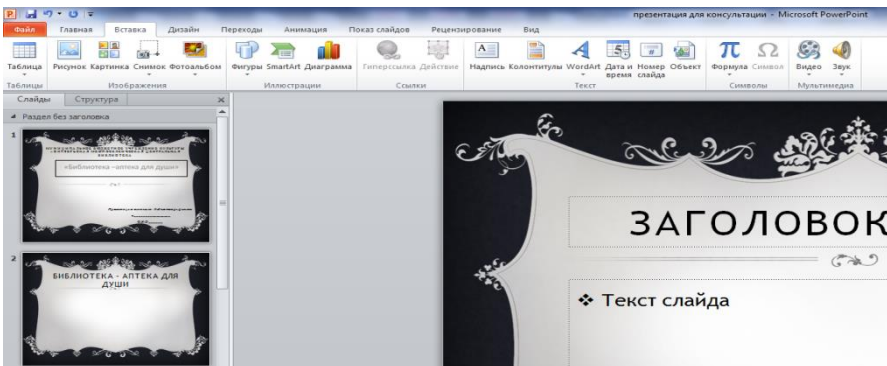 презентация для консультации - Microsoft PowerPoint
Файл Главная Вставка Дизайн Переходы Анимация Показ слайдов Рецензирование Вид
Таблица Рисунок Картинка Снимок Фотоальбом Фигуры SmartArt Диаграмма Гиперссылка Действие Надпись Колонтитулы WordArt Дата и время Номер слайда Объект Формула Символ Видео Звук
Таблицы Изображения Иллюстрации Ссылки Текст Символы Мультимедиа
Слайды Структура
Раздел без заголовка
1
«Библиотека –аптека для души»
2
БИБЛИОТЕКА - АПТЕКА ДЛЯ
ДУШИ
ЗАГОЛОВОК
❖ Текст слайда